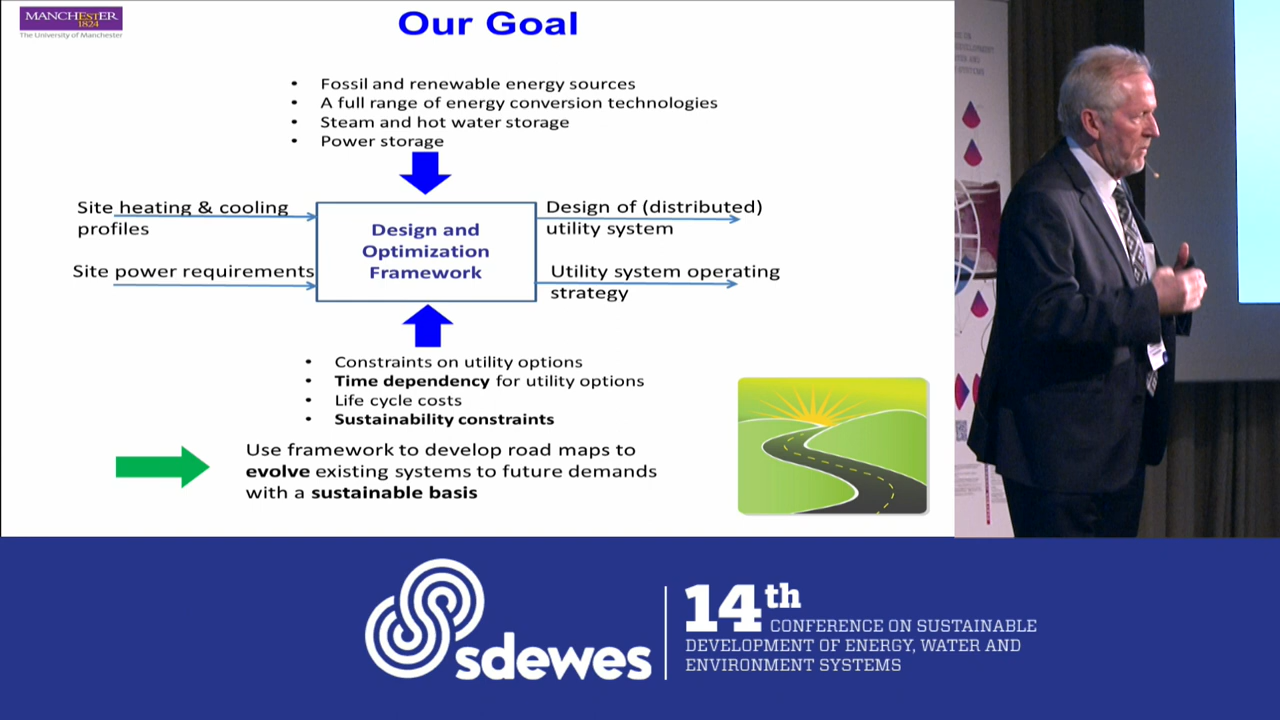 MANCHESTER
1824
The University of Manchester
Our Goal
• Fossil and renewable energy sources
• A full range of energy conversion technologies
• Steam and hot water storage
• Power storage
Site heating & cooling
profiles
Site power requirements
Design and
Optimization
Framework
Design of (distributed)
utility system
Utility system operating
strategy
• Constraints on utility options
• Time dependency for utility options
• Life cycle costs
• Sustainability constraints
Use framework to develop road maps to
evolve existing systems to future demands
with a sustainable basis
sdewes
14th
CONFERENCE ON SUSTAINABLE
DEVELOPMENT OF ENERGY, WATER AND
ENVIRONMENT SYSTEMS